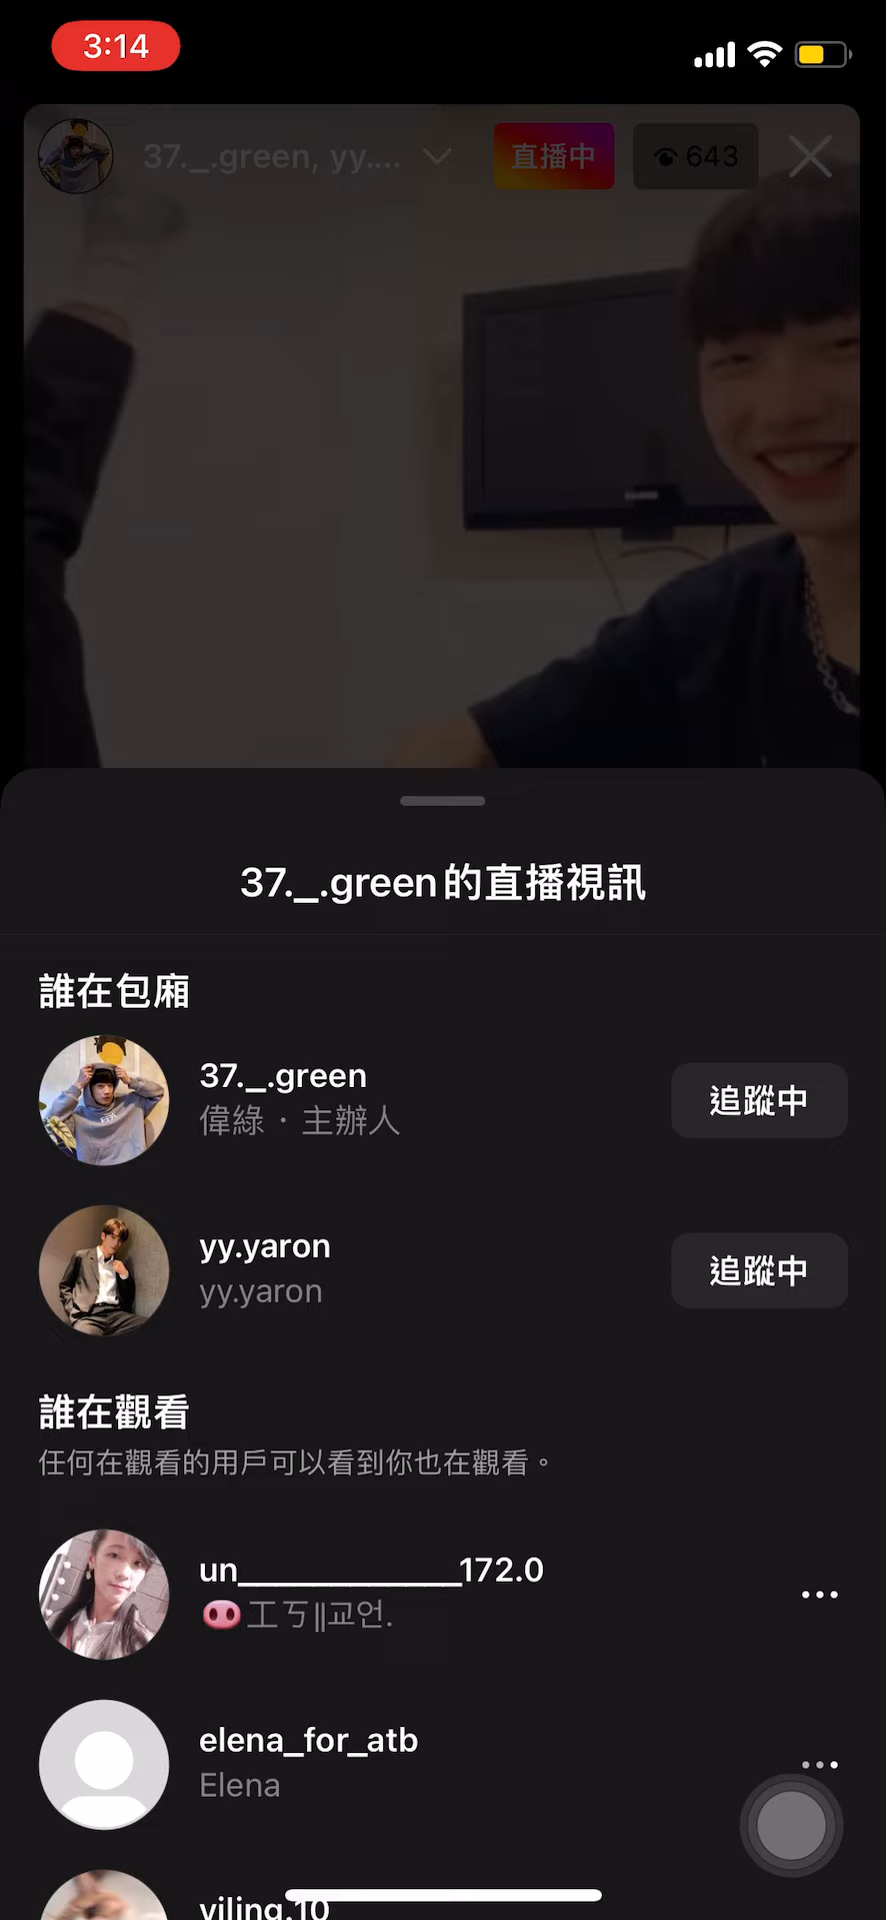 3:14
37._.green, yy....
直播中
643
37._.green的直播視訊
誰在包廂
37._.green
偉綠・主辦人
追蹤中
yy.yaron
yy.yaron
追蹤中
誰在觀看
任何在觀看的用戶可以看到你也在觀看。
un____________172.0
🐽工ㄎ||교언.
elena_for_atb
Elena
yiling.10